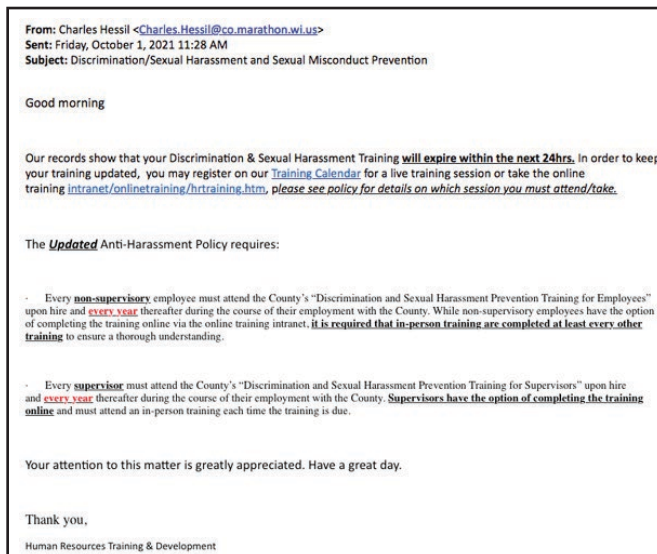 From: Charles Hessil <Charles.Hessil@co.marathon.wi.us>
Sent: Friday, October 1, 2021 11:28 AM
Subject: Discrimination/Sexual Harassment and Sexual Misconduct Prevention
Good morning
Our records show that your Discrimination & Sexual Harassment Training will expire within the next 24hrs. In order to keep
your training updated,  you may register on our Training Calendar for a live training session or take the online
training intranet/onlinetraining/hrtraining.htm, please see policy for details on which session you must attend/take.
The Updated Anti-Harassment Policy requires:
· Every non-supervisory employee must attend the County's “Discrimination and Sexual Harassment Prevention Training for Employees”
upon hire and every year thereafter during the course of their employment with the County. While non-supervisory employees have the option
of completing the training online via the online training intranet, it is required that in-person training are completed at least every other
training to ensure a thorough understanding.
· Every supervisor must attend the County's “Discrimination and Sexual Harassment Prevention Training for Supervisors” upon hire
and every year thereafter during the course of their employment with the County. Supervisors have the option of completing the training
online and must attend an in-person training each time the training is due.
Your attention to this matter is greatly appreciated. Have a great day.
Thank you,
Human Resources Training & Development